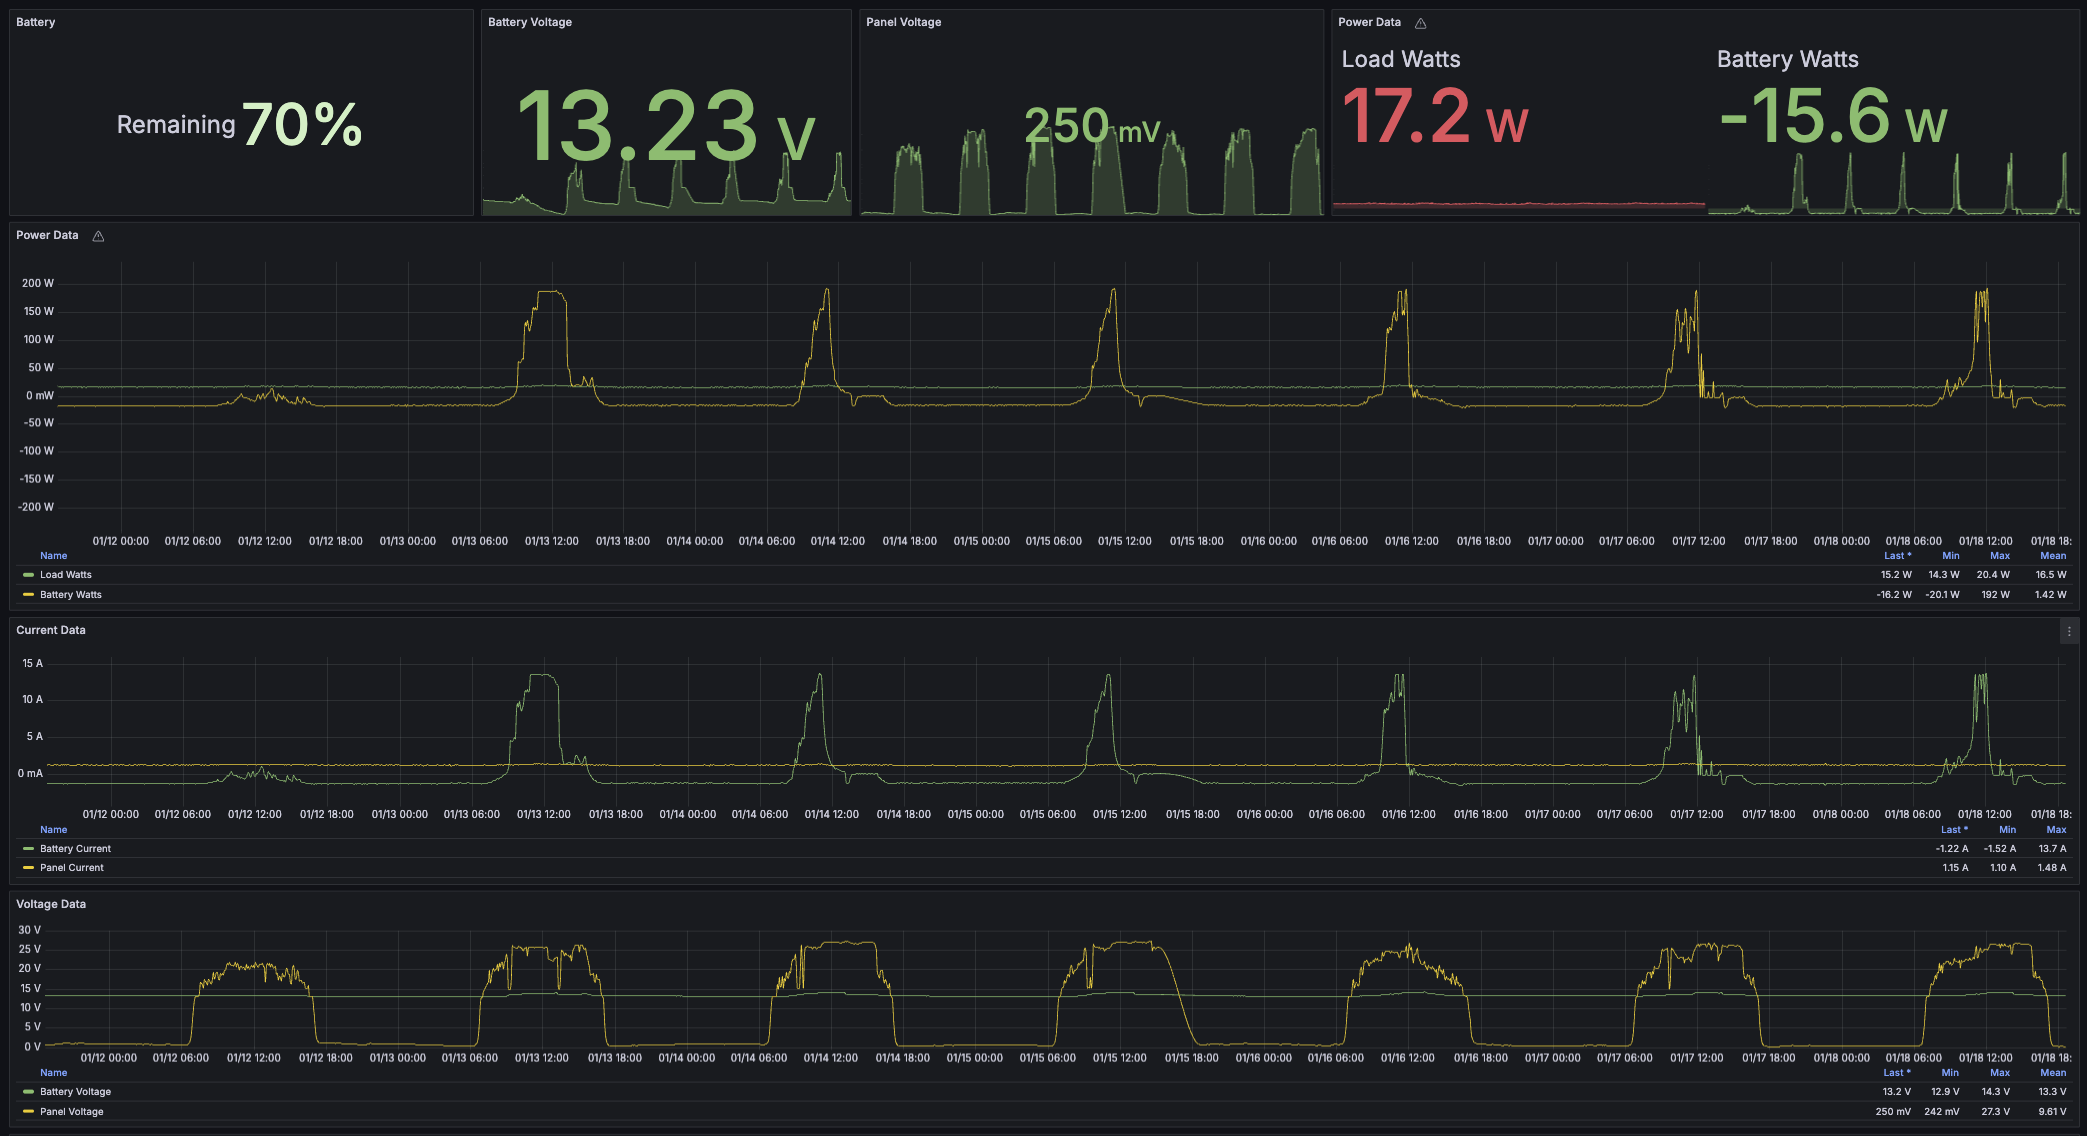 Battery
Remaining 70%
Battery Voltage
13.23 V
Panel Voltage
250 mV
Power Data
Load Watts
17.2 W
Battery Watts
-15.6 W
Power Data
200 W
150 W
100 W
50 W
0 mW
-50 W
-100 W
-150 W
-200 W
01/12 00:00 01/12 06:00 01/12 12:00 01/12 18:00 01/13 00:00 01/13 06:00 01/13 12:00 01/13 18:00 01/14 00:00 01/14 06:00 01/14 12:00 01/14 18:00 01/15 00:00 01/15 06:00 01/15 12:00 01/15 18:00 01/16 00:00 01/16 06:00 01/16 12:00 01/16 18:00 01/17 00:00 01/17 06:00 01/17 12:00 01/17 18:00 01/18 00:00 01/18 06:00 01/18 12:00 01/18 18:
Name Last * Min Max Mean
Load Watts 15.2 W 14.3 W 20.4 W 16.5 W
Battery Watts -16.2 W -20.1 W 192 W 1.42 W
Current Data
15 A
10 A
5 A
0 mA
01/12 00:00 01/12 06:00 01/12 12:00 01/12 18:00 01/13 00:00 01/13 06:00 01/13 12:00 01/13 18:00 01/14 00:00 01/14 06:00 01/14 12:00 01/14 18:00 01/15 00:00 01/15 06:00 01/15 12:00 01/15 18:00 01/16 00:00 01/16 06:00 01/16 12:00 01/16 18:00 01/17 00:00 01/17 06:00 01/17 12:00 01/17 18:00 01/18 00:00 01/18 06:00 01/18 12:00 01/18 18:
Name Last * Min Max
Battery Current -1.22 A -1.52 A 13.7 A
Panel Current 1.15 A 1.10 A 1.48 A
Voltage Data
30 V
25 V
20 V
15 V
10 V
5 V
0 V
01/12 00:00 01/12 06:00 01/12 12:00 01/12 18:00 01/13 00:00 01/13 06:00 01/13 12:00 01/13 18:00 01/14 00:00 01/14 06:00 01/14 12:00 01/14 18:00 01/15 00:00 01/15 06:00 01/15 12:00 01/15 18:00 01/16 00:00 01/16 06:00 01/16 12:00 01/16 18:00 01/17 00:00 01/17 06:00 01/17 12:00 01/17 18:00 01/18 00:00 01/18 06:00 01/18 12:00 01/18 18:
Name Last * Min Max Mean
Battery Voltage 13.2 V 12.9 V 14.3 V 13.3 V
Panel Voltage 250 mV 242 mV 27.3 V 9.61 V